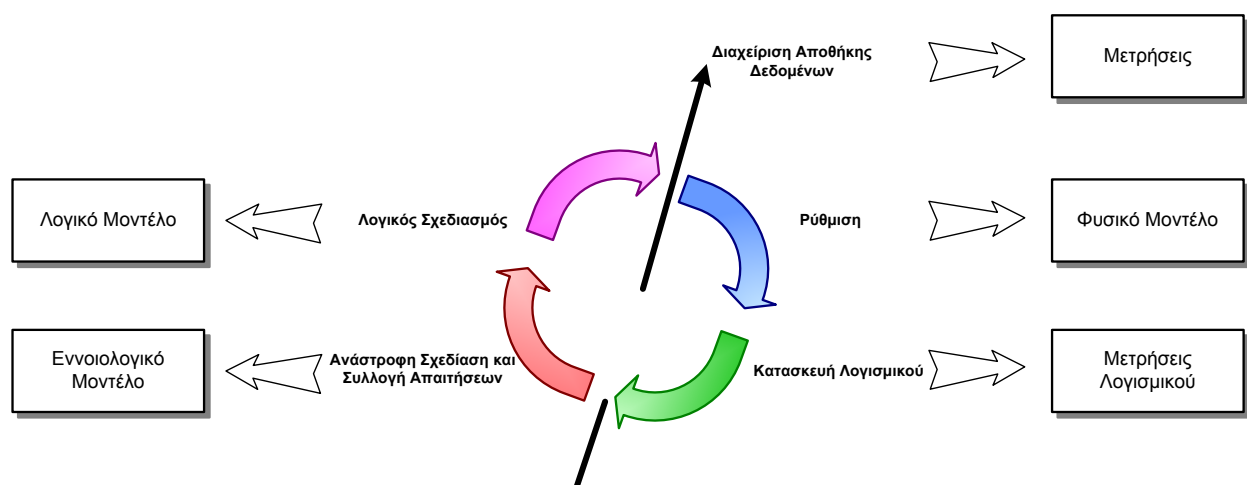 Διαχείριση Αποθήκης
Δεδομένων
Μετρήσεις
Λογικό Μοντέλο
Λογικός Σχεδιασμός
Ρύθμιση
Φυσικό Μοντέλο
Εννοιολογικό
Μοντέλο
Ανάστροφη Σχεδίαση και
Συλλογή Απαιτήσεων
Κατασκευή Λογισμικού
Μετρήσεις
Λογισμικού